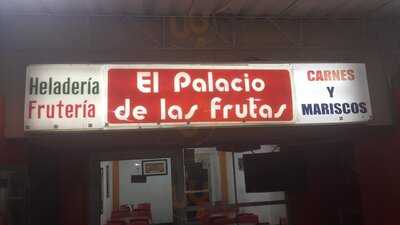 Heladería
Frutería
El Palacio
de las frutas
CARNES
Y
MARISCOS